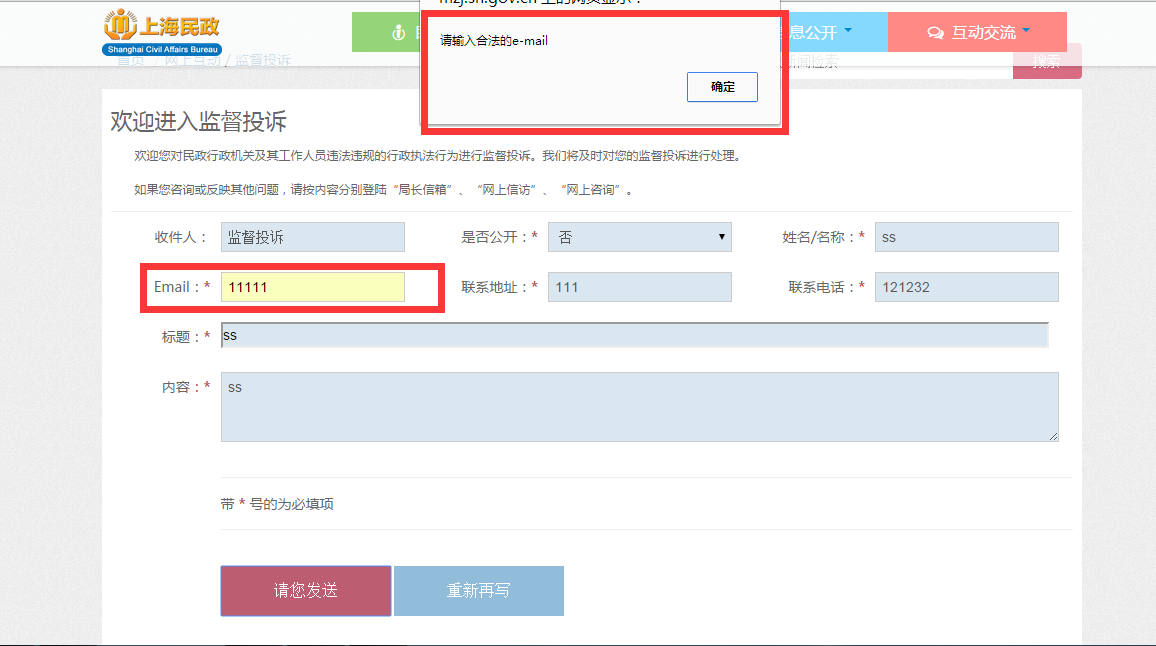 mzj.sh.gov.cn 上的网页显示：
请输入合法的e-mail
确定
上海民政
Shanghai Civil Affairs Bureau
息公开
互动交流
首页 / 网上互动 / 监督投诉
新闻检索
搜索
欢迎进入监督投诉
欢迎您对民政行政机关及其工作人员违法违规的行政执法行为进行监督投诉。我们将及时对您的监督投诉进行处理。
如果您咨询或反映其他问题，请按内容分别登陆“局长信箱”、“网上信访”、“网上咨询”。
收件人： 监督投诉 是否公开：* 否 姓名/名称：* ss
Email：* 11111 联系地址：* 111 联系电话：* 121232
标题：* ss
内容：* ss
带 * 号的为必填项
请您发送 重新再写